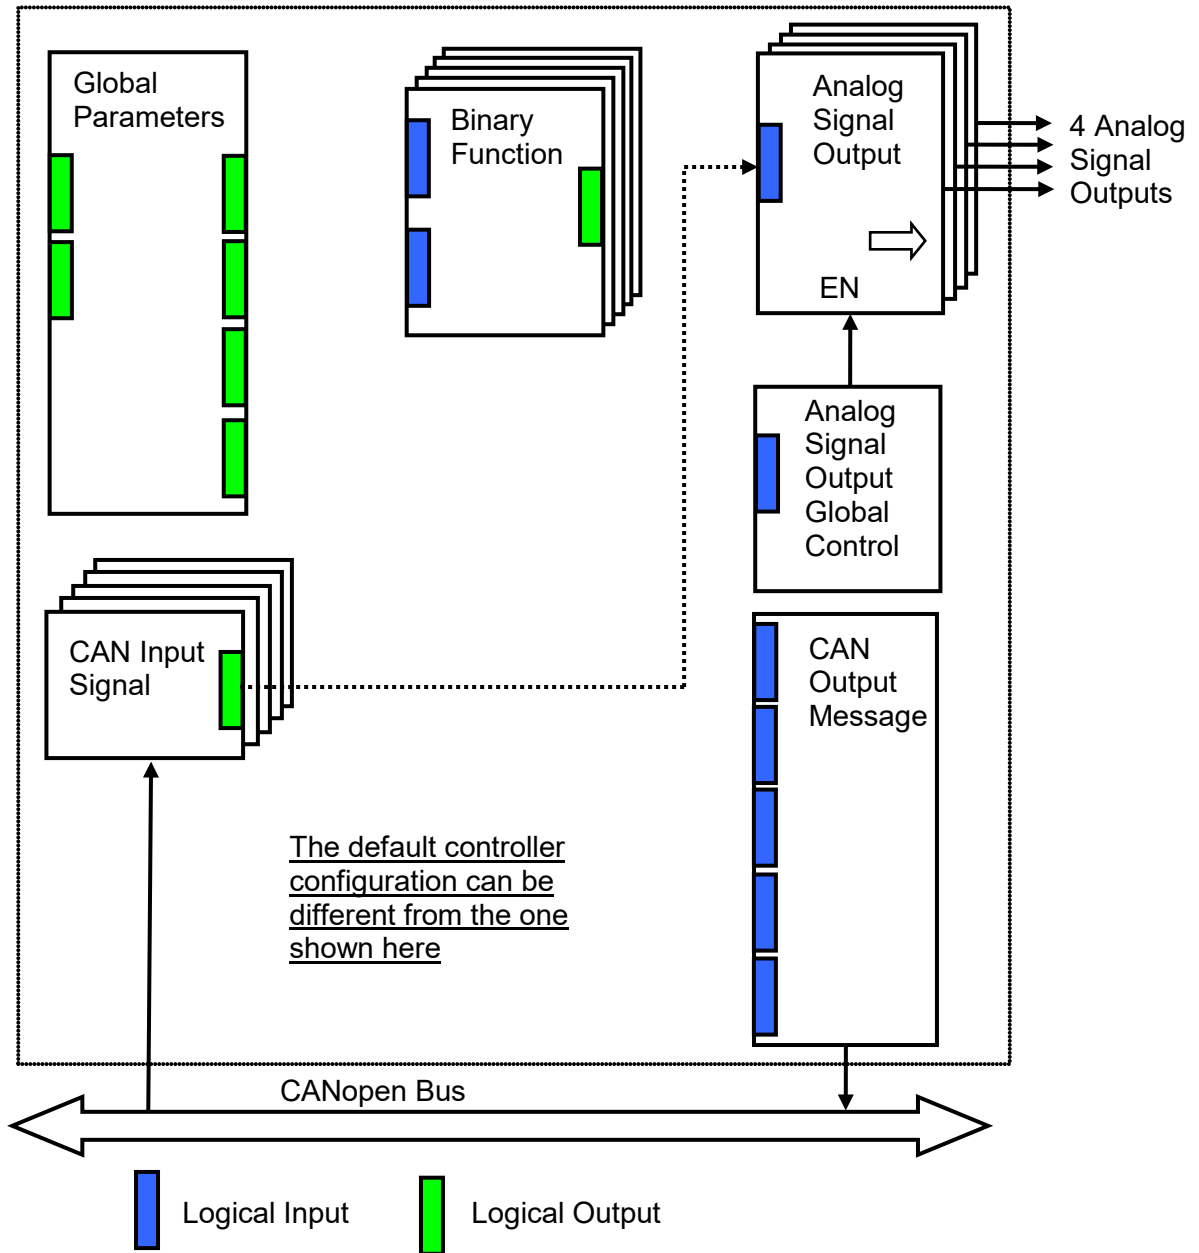 Global
Parameters
Binary
Function
Analog
Signal
Output
EN
4 Analog
Signal
Outputs
Analog
Signal
Output
Global
Control
CAN Input
Signal
CAN
Output
Message
The default controller
configuration can be
different from the one
shown here
CANopen Bus
Logical Input
Logical Output